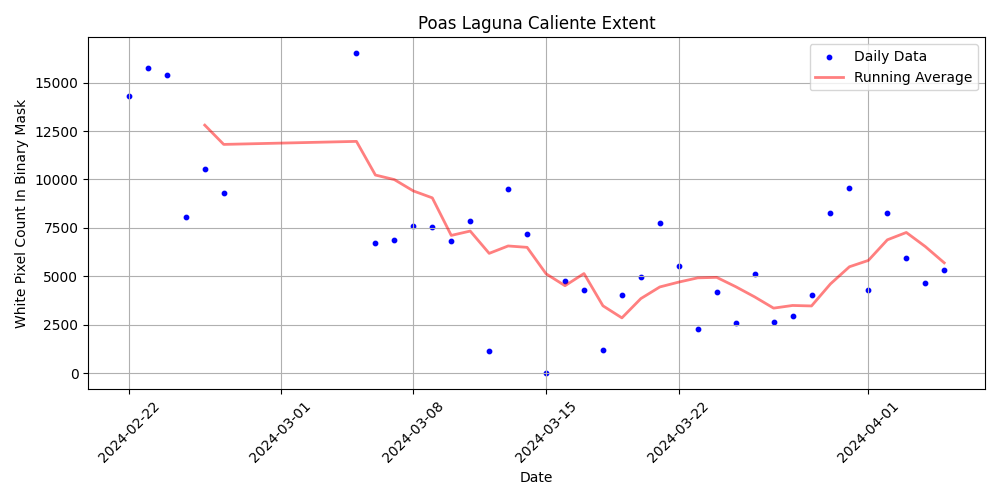 Poas Laguna Caliente Extent
Daily Data
Running Average
White Pixel Count In Binary Mask
15000
12500
10000
7500
5000
2500
0
2024-02-22
2024-03-01
2024-03-08
2024-03-15
2024-03-22
2024-04-01
Date